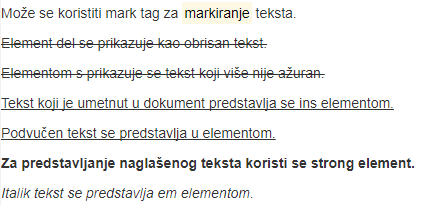 Može se koristiti mark tag za markiranje teksta.
Element del se prikazuje kao obrisan tekst.
Elementom s prikazuje se tekst koji više nije ažuran.
Tekst koji je umetnut u dokument predstavlja se ins elementom.
Podvučen tekst se predstavlja u elementom.
Za predstavljanje naglašenog teksta koristi se strong element.
Italik tekst se predstavlja em elementom.